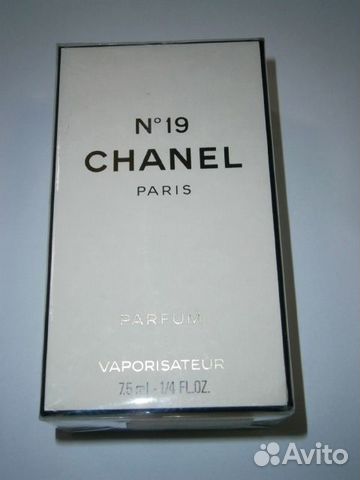 N°19
CHANEL
PARIS
PARFUM
VAPORISATEUR
7,5 ml - 1/4 FL.OZ.
Avito